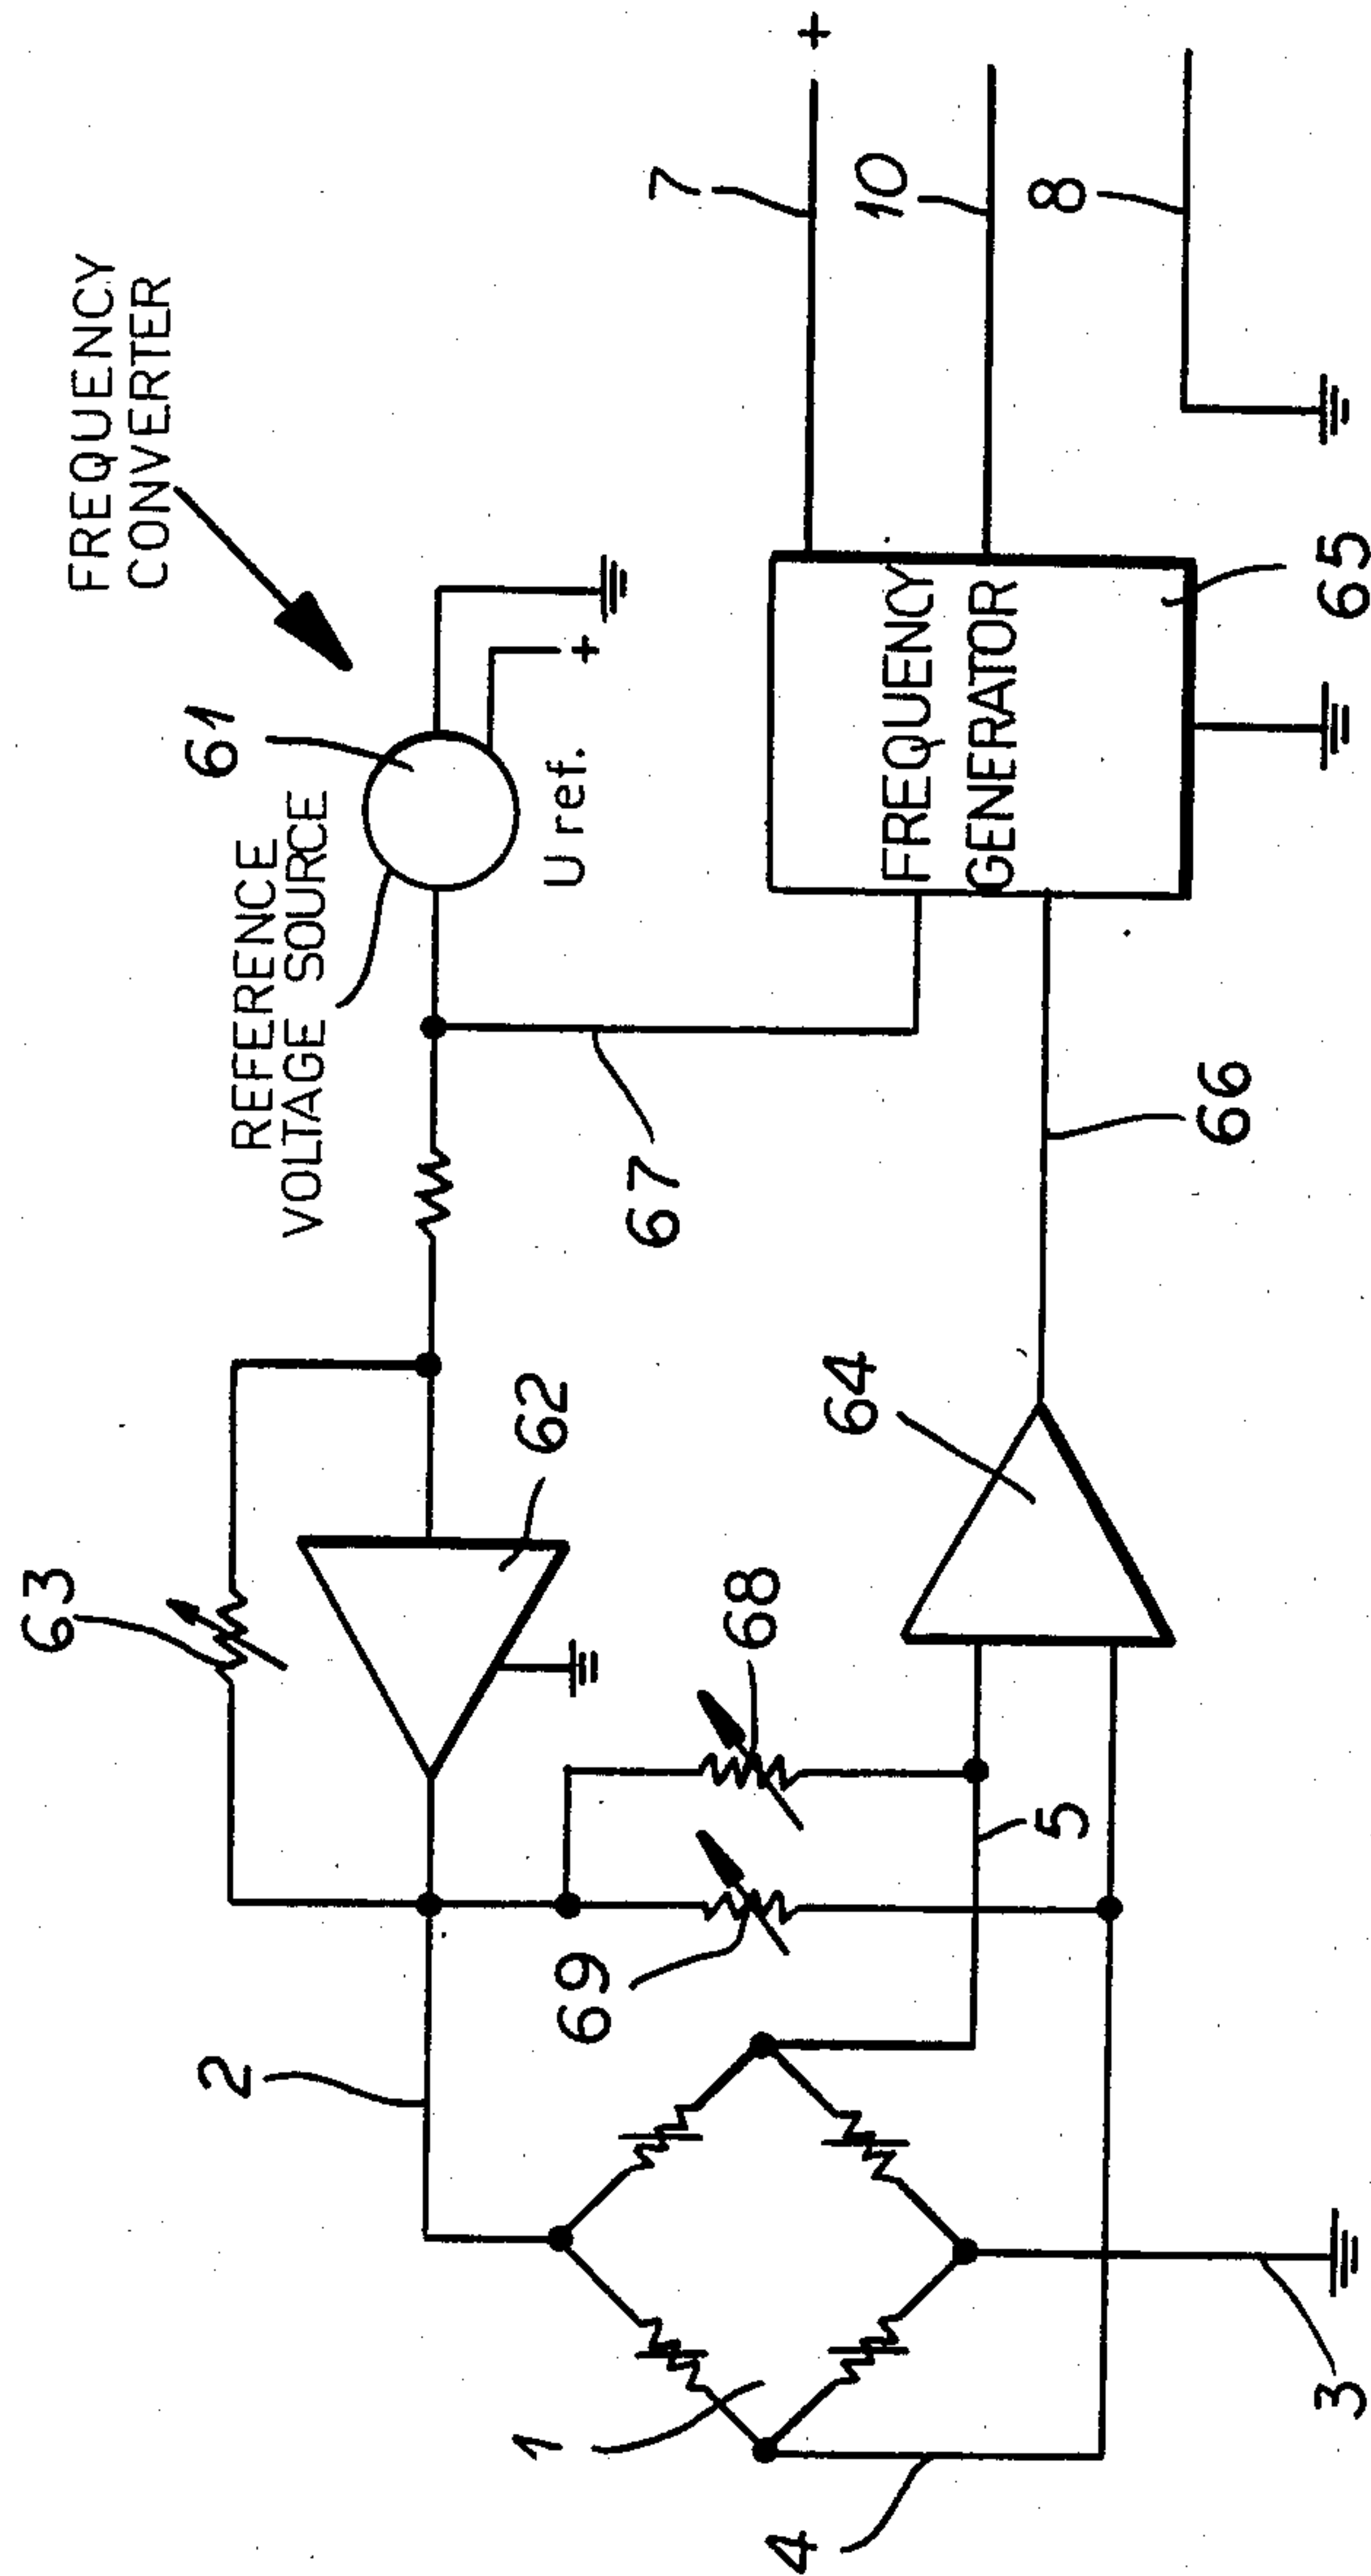 FREQUENCY
CONVERTER
63
REFERENCE
VOLTAGE SOURCE
61
2
62
U ref.
+
69
68
67
7
+
1
64
FREQUENCY
GENERATOR
10
4
5
66
8
3
65